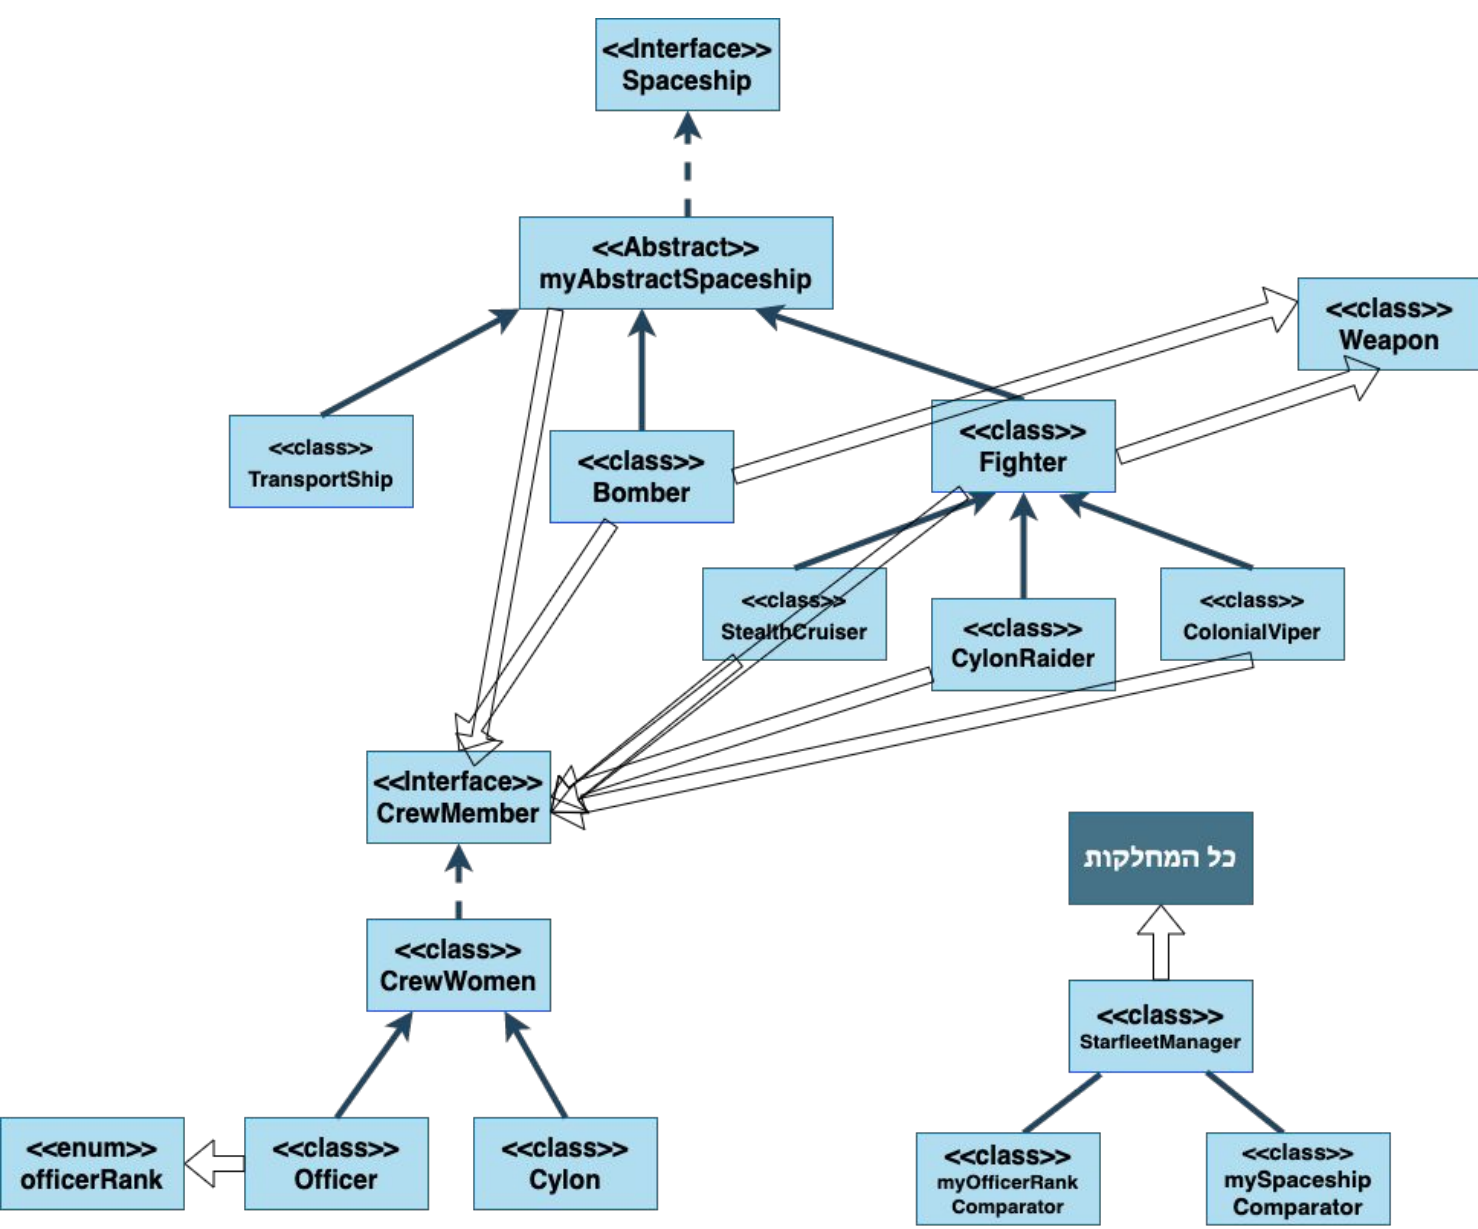 <<Interface>>
Spaceship
<<Abstract>>
myAbstractSpaceship
<<class>>
Weapon
<<class>>
TransportShip
<<class>>
Bomber
<<class>>
Fighter
<<class>>
StealthCruiser
<<class>>
CylonRaider
<<class>>
ColonialViper
<<Interface>>
CrewMember
כל המחלקות
<<class>>
CrewWomen
<<class>>
StarfleetManager
<<enum>>
officerRank
<<class>>
Officer
<<class>>
Cylon
<<class>>
myOfficerRank
Comparator
<<class>>
mySpaceship
Comparator